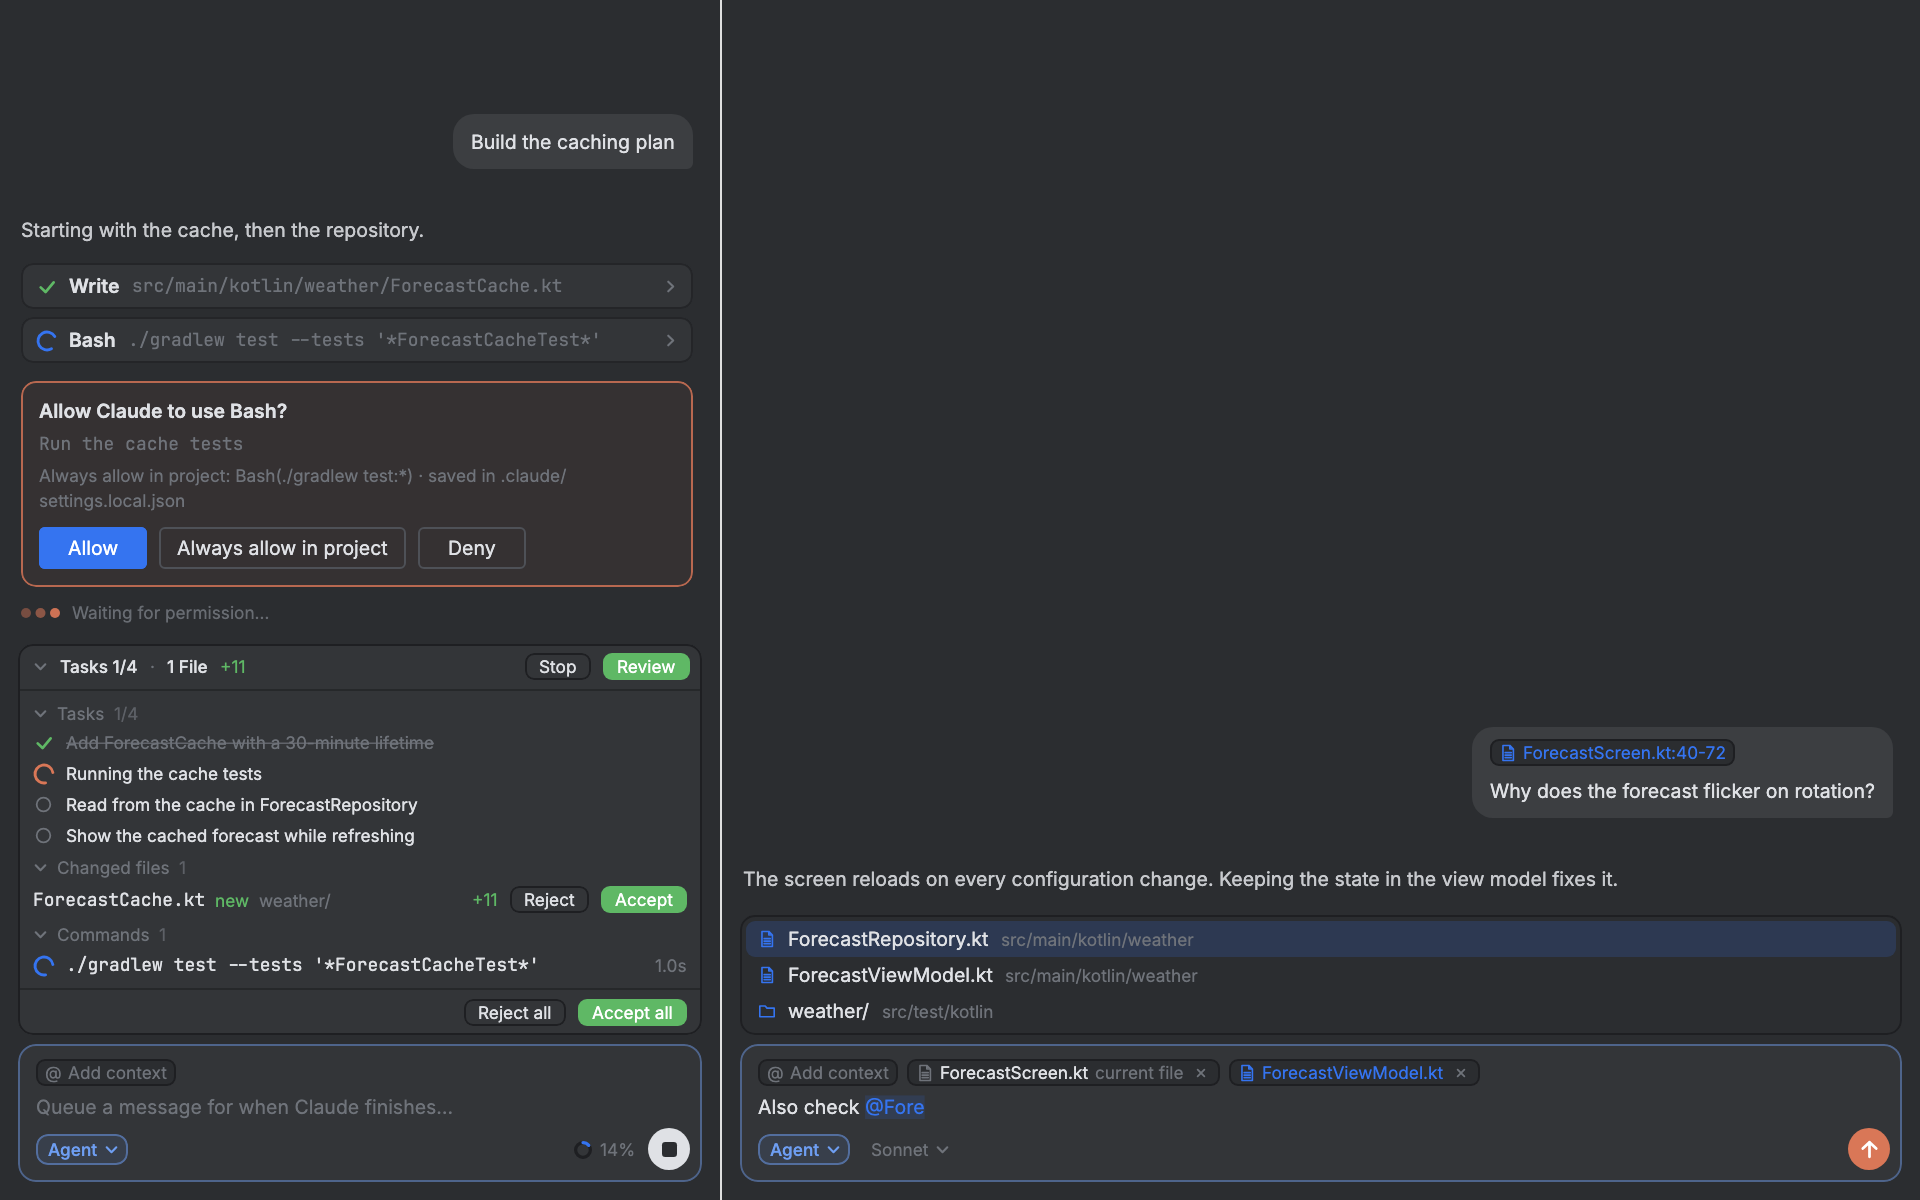 Build the caching plan
Starting with the cache, then the repository.
Write src/main/kotlin/weather/ForecastCache.kt
Bash ./gradlew test --tests '*ForecastCacheTest*'
Allow Claude to use Bash?
Run the cache tests
Always allow in project: Bash(./gradlew test:*) · saved in .claude/
settings.local.json
Allow
Always allow in project
Deny
Waiting for permission...
Tasks 1/4 · 1 File +11
Stop
Review
Tasks 1/4
Add ForecastCache with a 30-minute lifetime
Running the cache tests
Read from the cache in ForecastRepository
Show the cached forecast while refreshing
Changed files 1
ForecastCache.kt new weather/ +11 Reject Accept
Commands 1
./gradlew test --tests '*ForecastCacheTest*' 1.0s
Reject all
Accept all
@ Add context
Queue a message for when Claude finishes...
Agent
14%
ForecastScreen.kt:40-72
Why does the forecast flicker on rotation?
The screen reloads on every configuration change. Keeping the state in the view model fixes it.
ForecastRepository.kt src/main/kotlin/weather
ForecastViewModel.kt src/main/kotlin/weather
weather/ src/test/kotlin
@ Add context ForecastScreen.kt current file × ForecastViewModel.kt ×
Also check @Fore
Agent
Sonnet